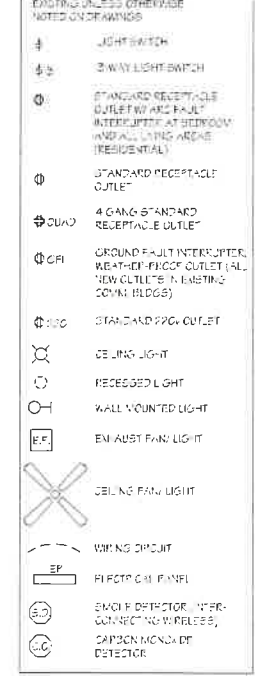 EXISTING UNLESS OTHERWISE
NOTED ON DRAWINGS
LIGHT SWITCH
3-WAY LIGHT SWITCH
STANDARD RECEPTACLE
OUTLET W/ ARC FAULT
INTERRUPTER AT BEDROOM
AND ALL LIVING AREAS
(RESIDENTIAL)
STANDARD RECEPTACLE
OUTLET
QUAD 4 GANG STANDARD
RECEPTACLE OUTLET
GFI GROUND FAULT INTERRUPTER,
WEATHER-PROOF OUTLET (ALL
NEW OUTLETS IN EXISTING
COMM. BLDGS)
STANDARD 220V OUTLET
CEILING LIGHT
RECESSED LIGHT
WALL MOUNTED LIGHT
E.F. EXHAUST FAN/ LIGHT
CEILING FAN/ LIGHT
WIRING CIRCUIT
EP ELECTRICAL PANEL
S.D. SMOKE DETECTOR (INTER-
CONNECTING WIRELESS)
C.O. CARBON MONOXIDE
DETECTOR